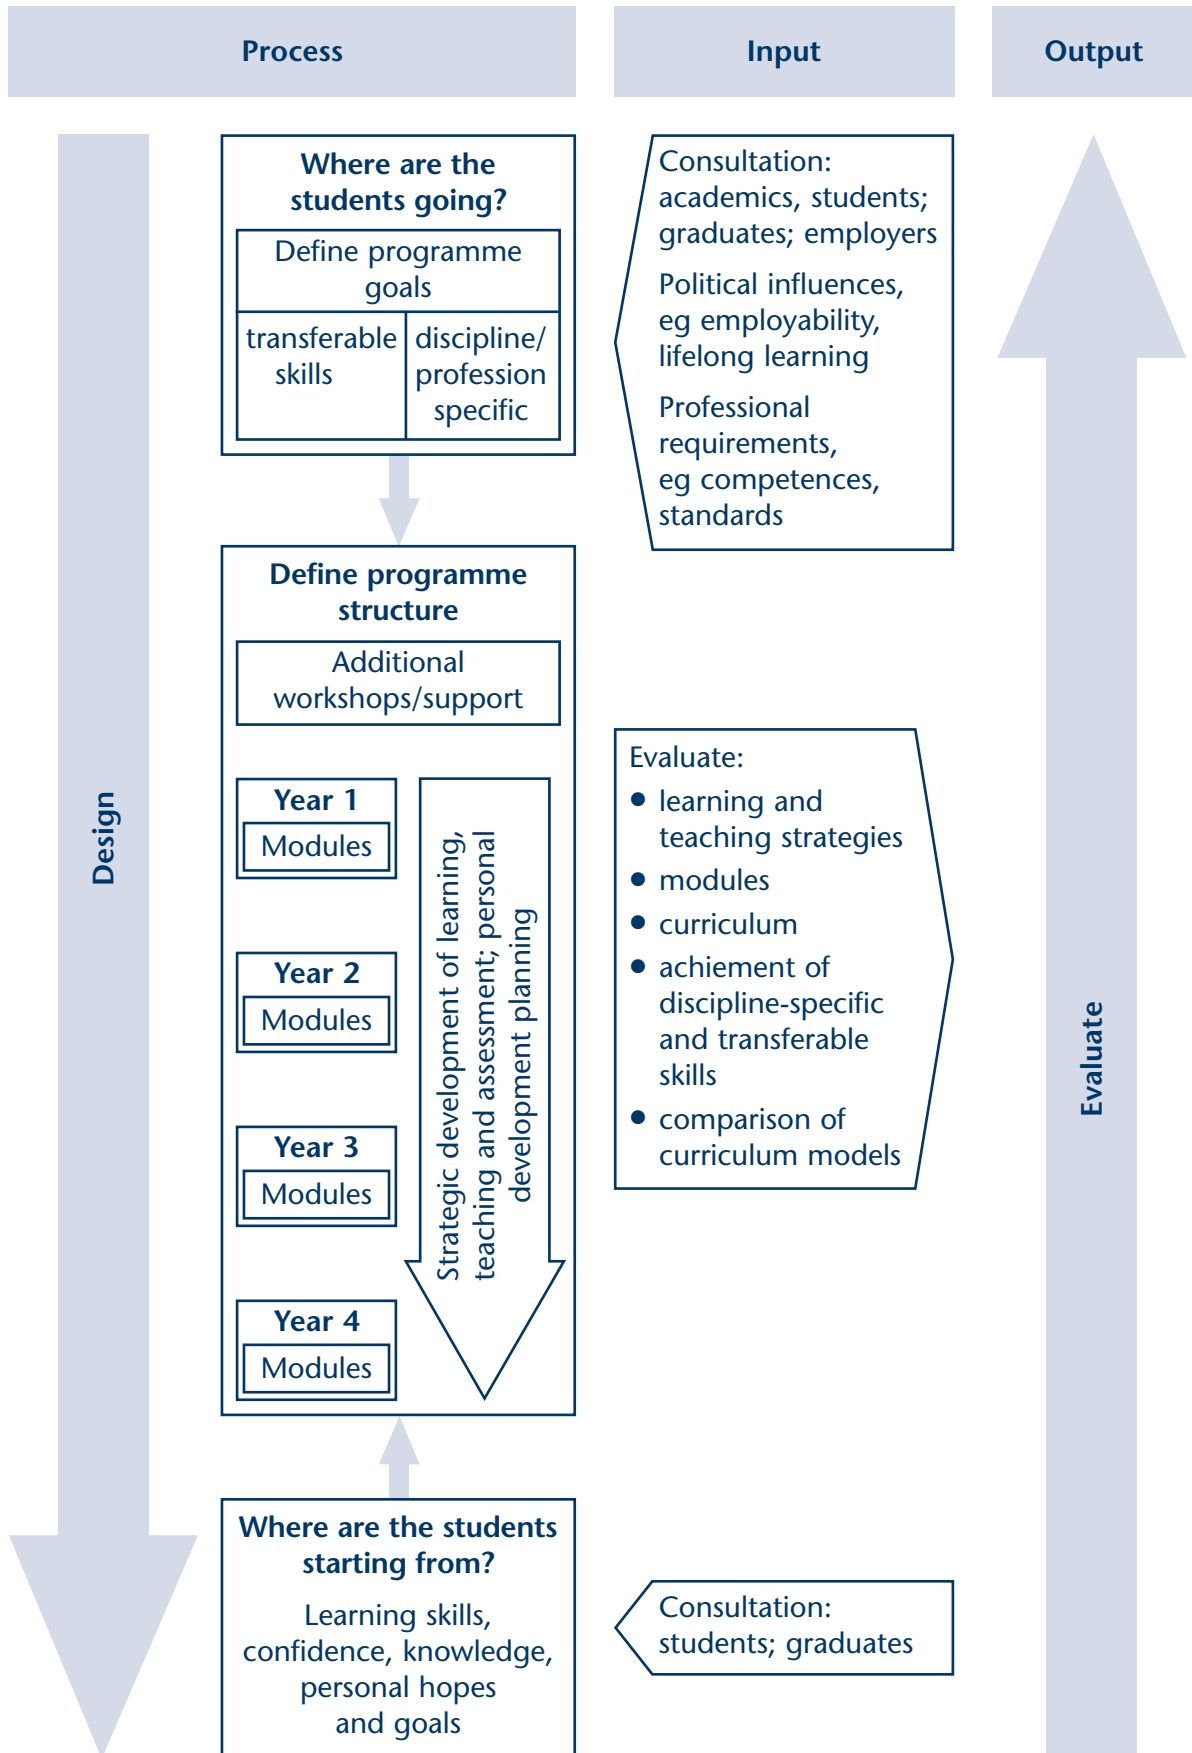 Process
Input
Output
Design
Where are the
students going?
Define programme
goals
transferable
skills
discipline/
profession
specific
Consultation:
academics, students;
graduates; employers
Political influences,
eg employability,
lifelong learning
Professional
requirements,
eg competences,
standards
Define programme
structure
Additional
workshops/support
Year 1
Modules
Year 2
Modules
Year 3
Modules
Year 4
Modules
Strategic development of learning,
teaching and assessment; personal
development planning
Evaluate:
• learning and
teaching strategies
• modules
• curriculum
• achiement of
discipline-specific
and transferable
skills
• comparison of
curriculum models
Where are the students
starting from?
Learning skills,
confidence, knowledge,
personal hopes
and goals
Consultation:
students; graduates
Evaluate